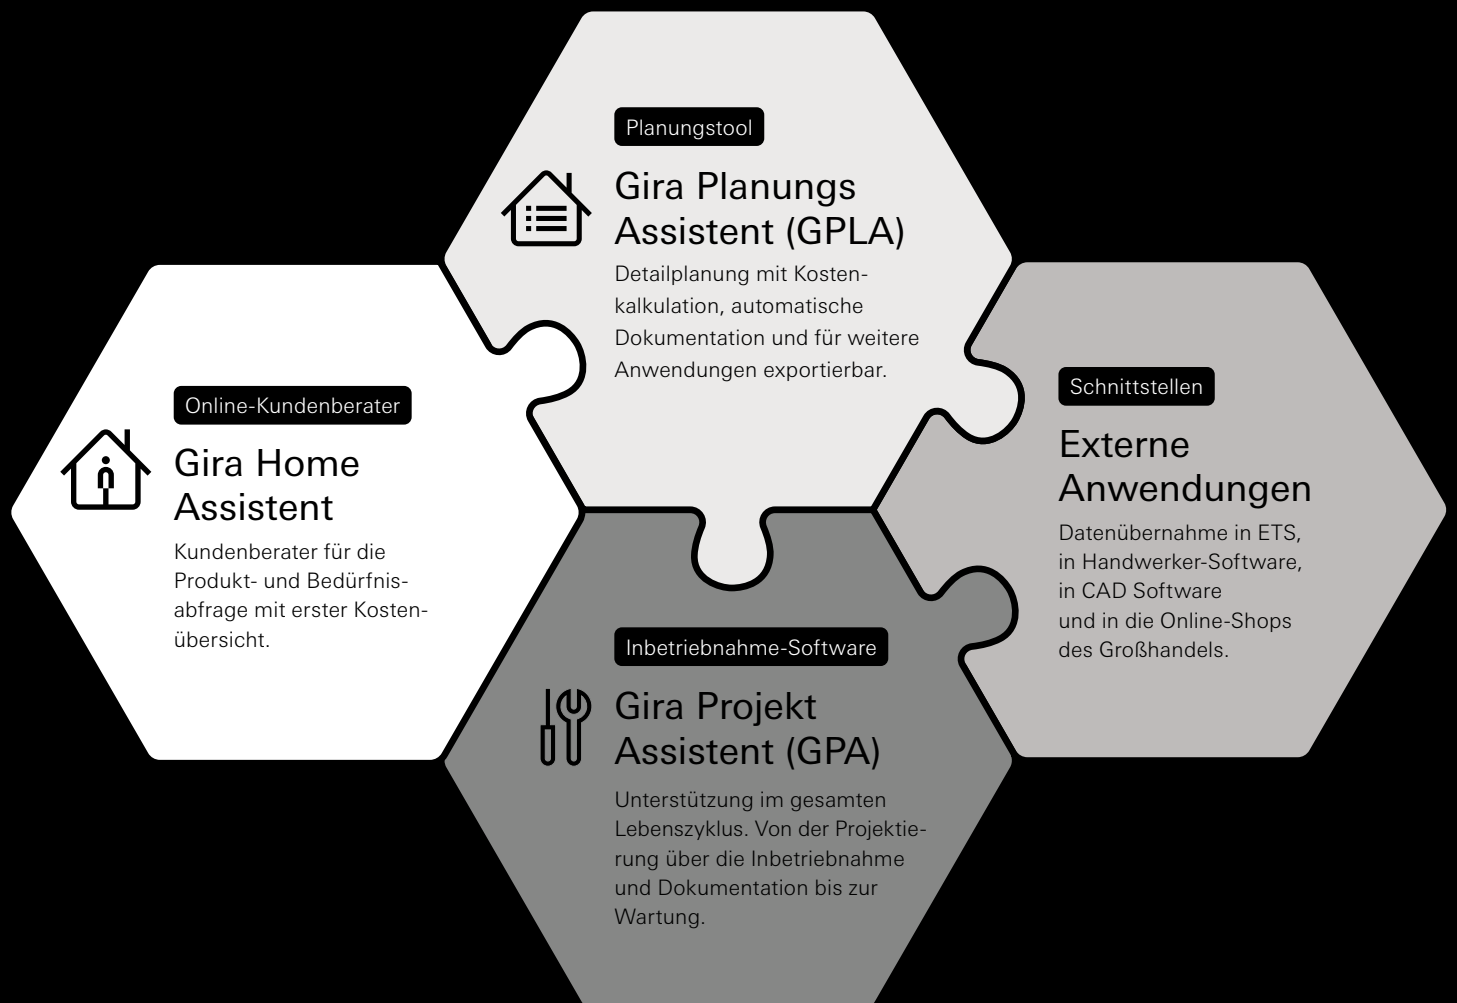 Planungstool
Gira Planungs
Assistent (GPLA)
Detailplanung mit Kosten-
kalkulation, automatische
Dokumentation und für weitere
Anwendungen exportierbar.
Online-Kundenberater
Gira Home
Assistent
Kundenberater für die
Produkt- und Bedürfnis-
abfrage mit erster Kosten-
übersicht.
Schnittstellen
Externe
Anwendungen
Datenübernahme in ETS,
in Handwerker-Software,
in CAD Software
und in die Online-Shops
des Großhandels.
Inbetriebnahme-Software
Gira Projekt
Assistent (GPA)
Unterstützung im gesamten
Lebenszyklus. Von der Projektie-
rung über die Inbetriebnahme
und Dokumentation bis zur
Wartung.